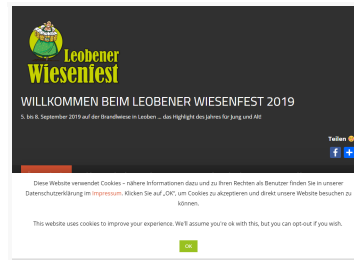 Leobener
Wiesenfest
WILLKOMMEN BEIM LEOBENER WIESENFEST 2019
5. bis 8. September 2019 auf der Brandlwiese in Leoben ... das Highlight des Jahres für Jung und Alt!
Teilen
Diese Website verwendet Cookies – nähere Informationen dazu und zu Ihren Rechten als Benutzer finden Sie in unserer
Datenschutzerklärung im Impressum. Klicken Sie auf „OK", um Cookies zu akzeptieren und direkt unsere Website besuchen zu
können.
This website uses cookies to improve your experience. We'll assume you're ok with this, but you can opt-out if you wish.
OK